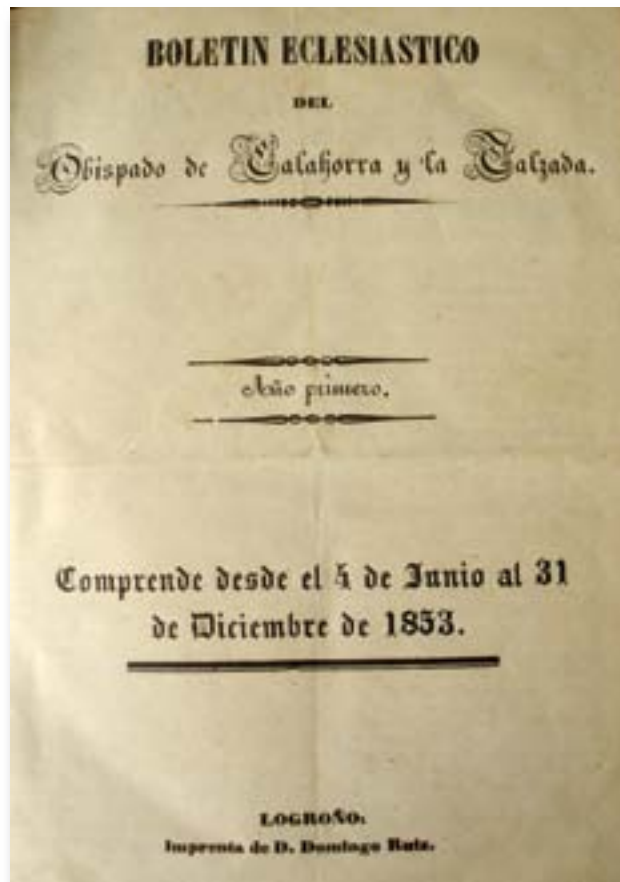 BOLETIN ECLESIASTICO
DEL
Obispado de Calahorra y la Calzada.
Año primero.
Comprende desde el 4 de Junio al 31
de Diciembre de 1853.
LOGROÑO.
Imprenta de D. Domingo Ruiz.